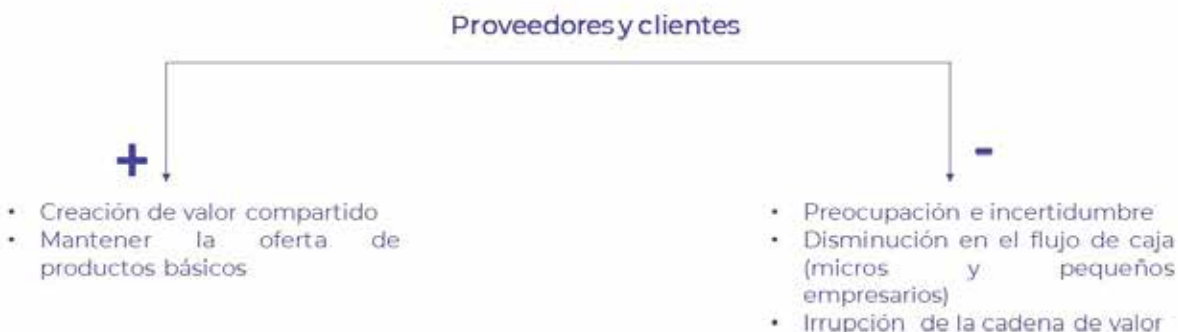 Proveedores y clientes
+
• Creación de valor compartido
• Mantener la oferta de
productos básicos
-
• Preocupación e incertidumbre
• Disminución en el flujo de caja
(micros y pequeños
empresarios)
• Irrupción de la cadena de valor